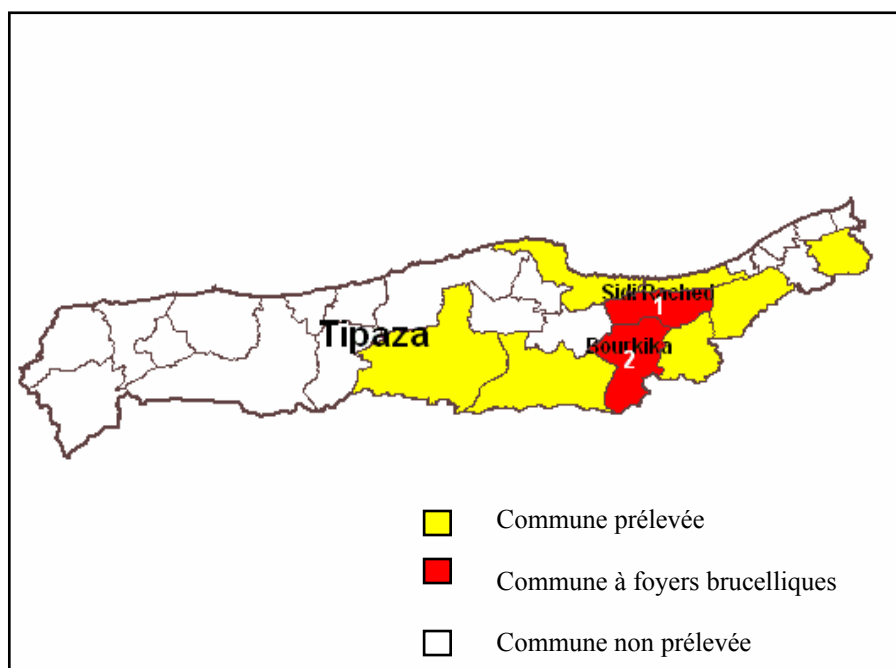 Sidi Rached
1
Tipaza
Bourkika
2
Commune prélevée
Commune à foyers brucelliques
Commune non prélevée